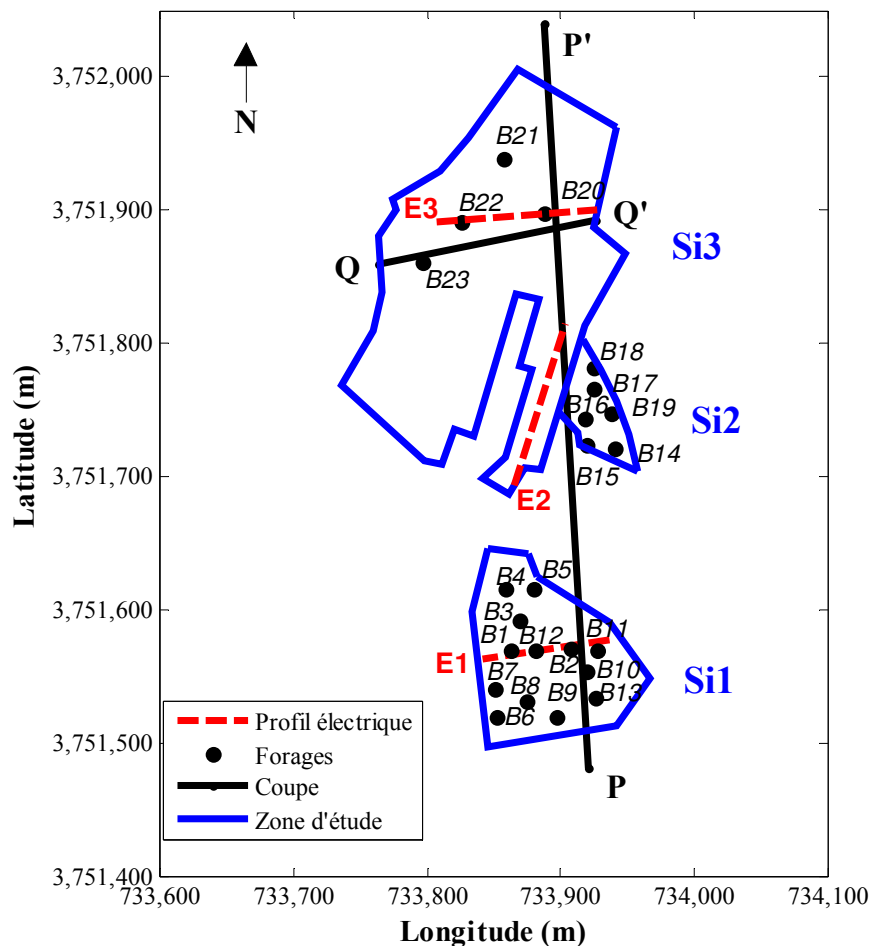 P'
3,752,000
N
B21
B20
E3
B22
Q'
3,751,900
Q
B23
Si3
3,751,800
B18
B17
B16
B19
Si2
B14
B15
3,751,700
E2
B4
B5
3,751,600
B3
B1
B12
B11
E1
B2
B10
B7
B8
B9
B13
Si1
B6
3,751,500
P
Profil électrique
Forages
Coupe
Zone d'étude
3,751,400
733,600
733,700
733,800
733,900
734,000
734,100
Longitude (m)
Latitude (m)